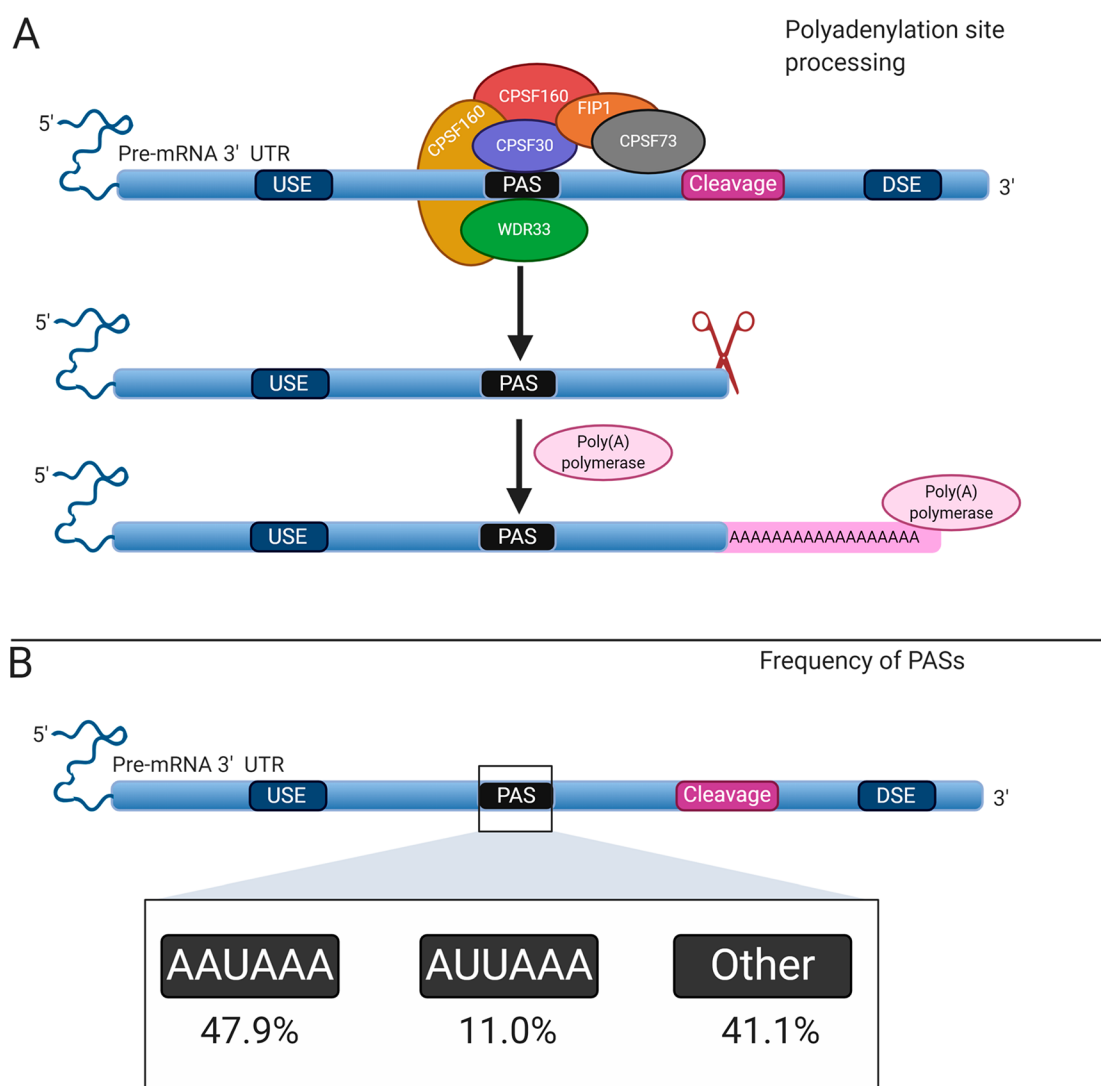 A
Polyadenylation site
processing
CPSF160
FIP1
CPSF160
CPSF30
CPSF73
5'
Pre-mRNA 3' UTR
USE
PAS
Cleavage
DSE
3'
WDR33
5'
USE
PAS
Poly(A)
polymerase
5'
Poly(A)
polymerase
USE
PAS
AAAAAAAAAAAAAAAAAA
B
Frequency of PASs
5'
Pre-mRNA 3' UTR
USE
PAS
Cleavage
DSE
3'
AAUAAA
AUUAAA
Other
47.9%
11.0%
41.1%